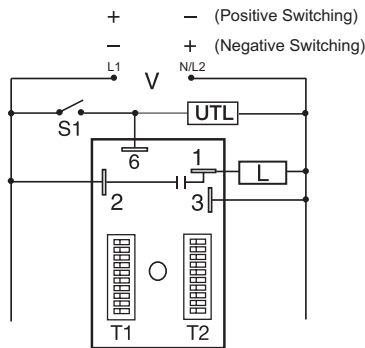 + − (Positive Switching)
− + (Negative Switching)
L1 V N/L2
S1 UTL
6
1 L
2 3
T1 T2